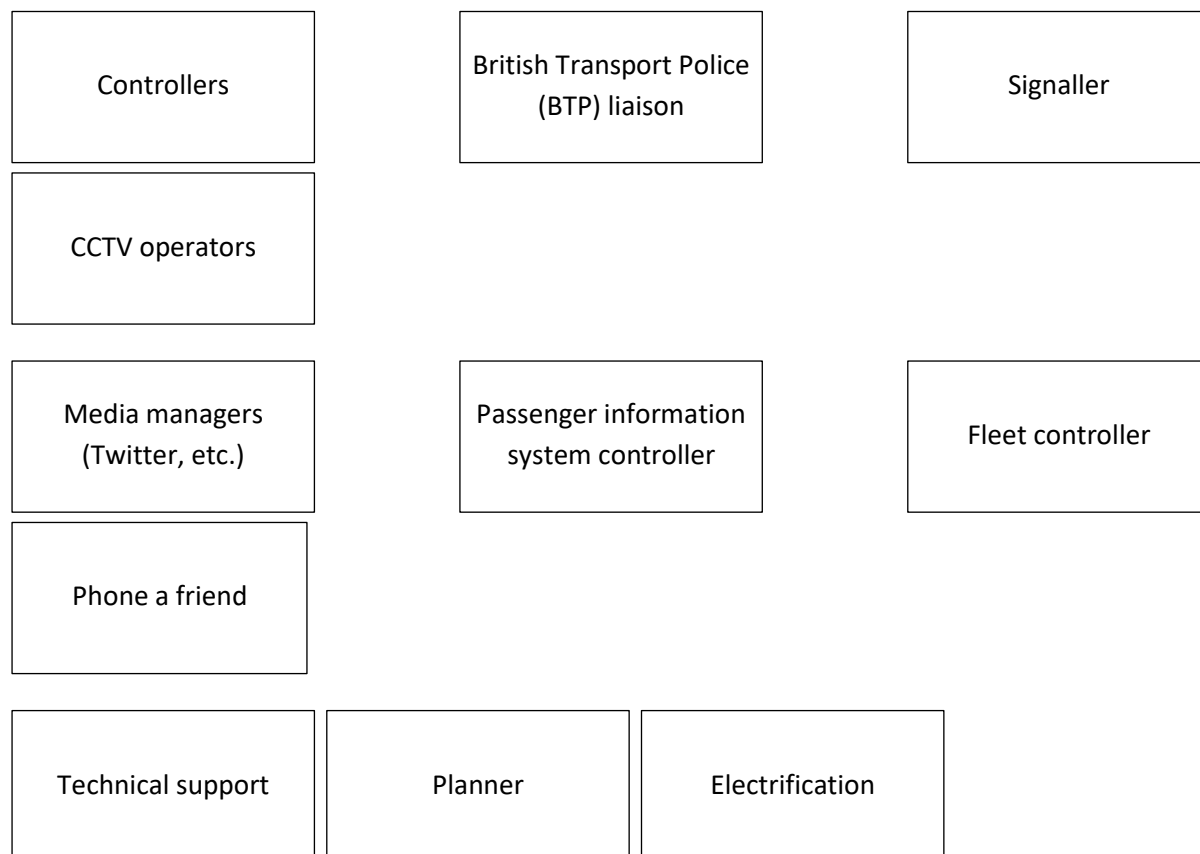 Controllers
British Transport Police
(BTP) liaison
Signaller
CCTV operators
Media managers
(Twitter, etc.)
Passenger information
system controller
Fleet controller
Phone a friend
Technical support
Planner
Electrification